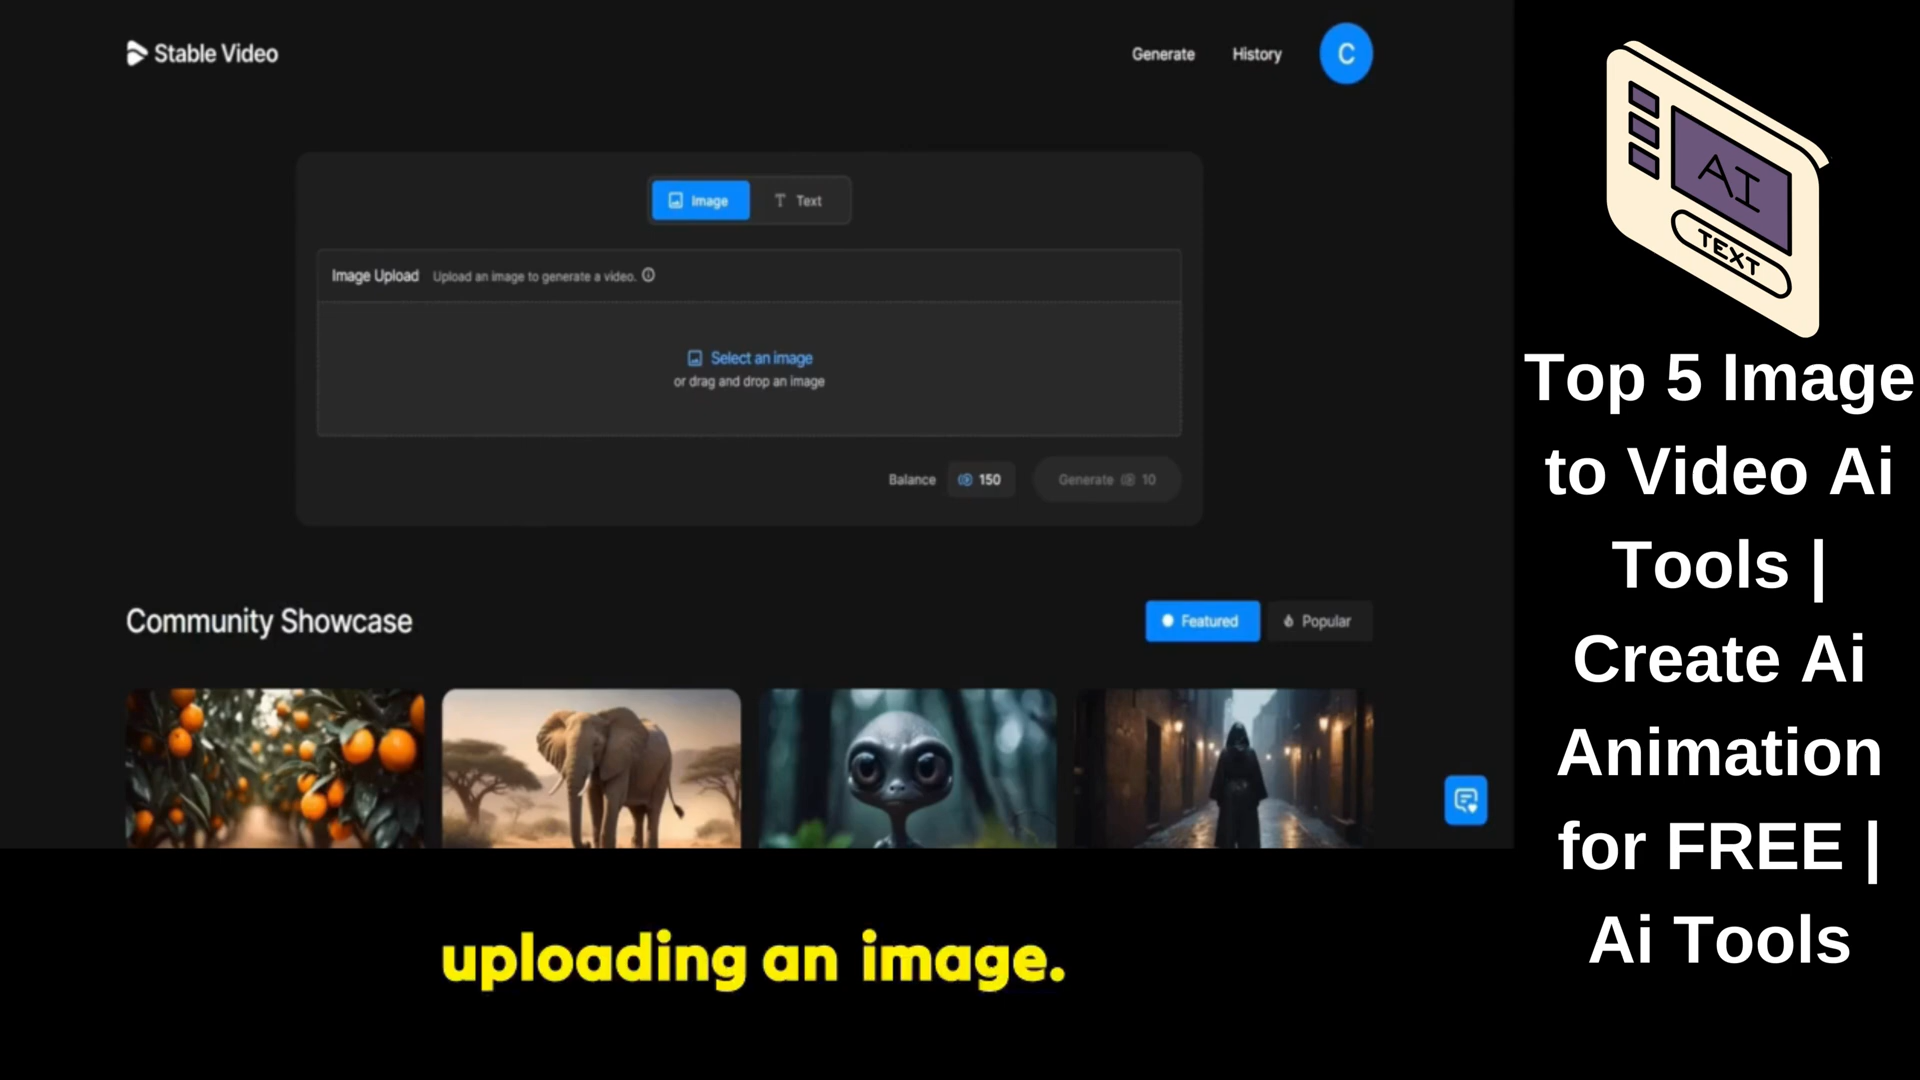 Stable Video
Generate
History
C
Image
Text
Image Upload
Upload an image to generate a video.
Select an image
or drag and drop an image
Balance
150
Generate
10
Community Showcase
Featured
Popular
uploading an image.
AI
TEXT
Top 5 Image
to Video Ai
Tools |
Create Ai
Animation
for FREE |
Ai Tools